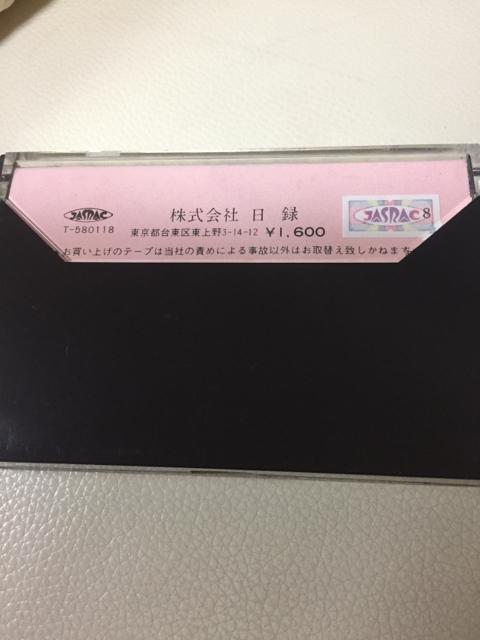 JASRAC
T-580118
株式会社 日 録
東京都台東区東上野3-14-12 ¥1,600
JASRAC 8
お買い上げのテープは当社の責めによる事故以外はお取替え致しかねます